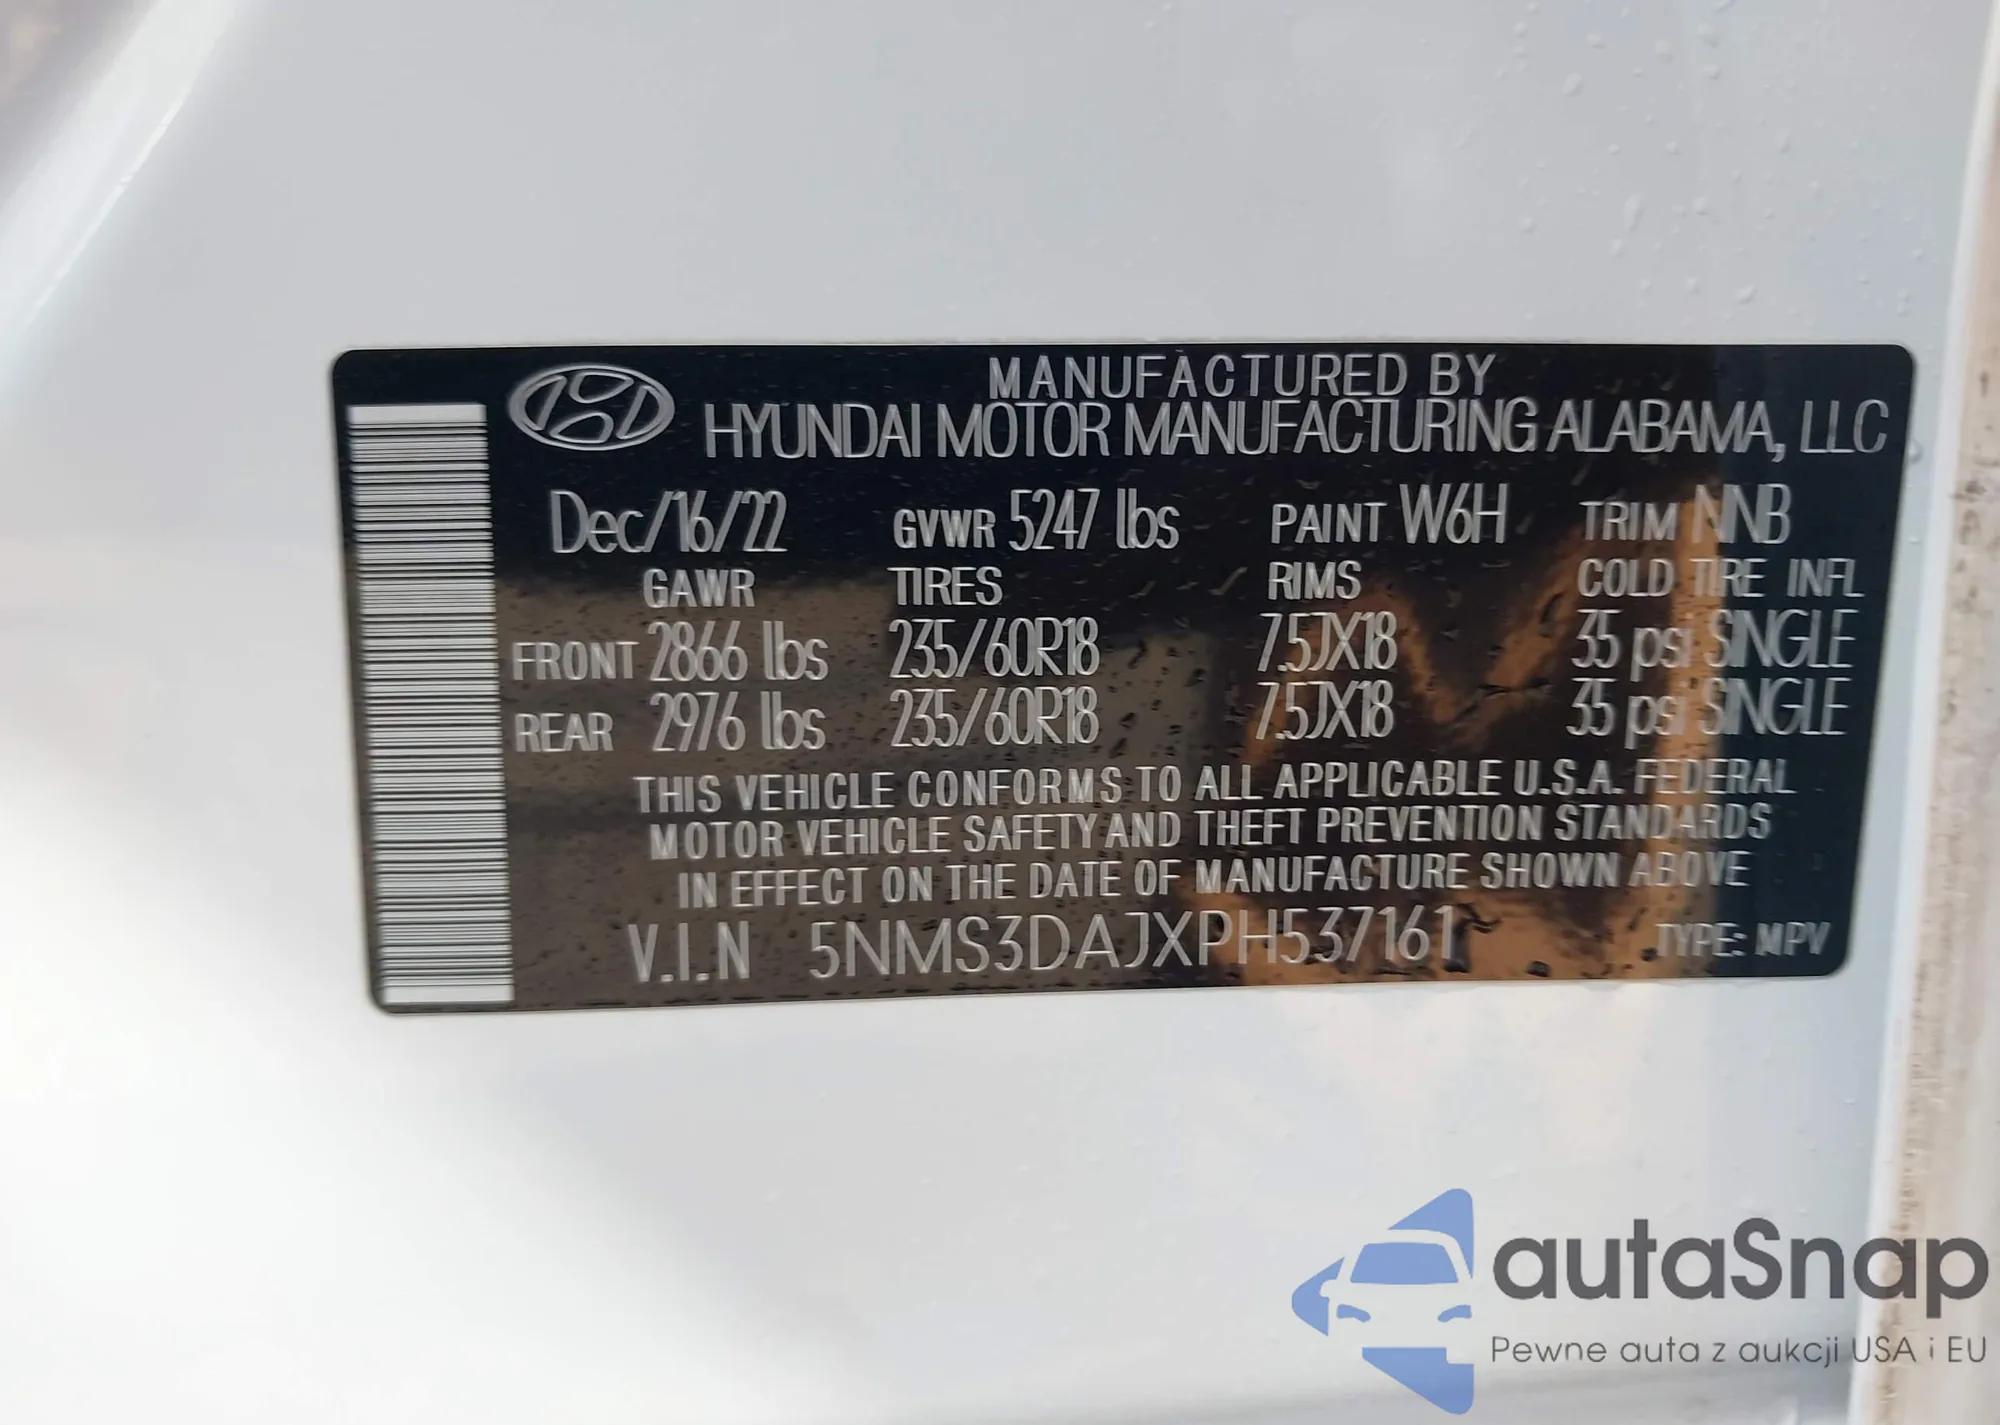 MANUFACTURED BY
HYUNDAI MOTOR MANUFACTURING ALABAMA, LLC
Dec/16/22 GVWR 5247 lbs PAINT W6H TRIM NNB
GAWR TIRES RIMS COLD TIRE INFL
FRONT 2866 lbs 235/60R18 7.5JX18 35 psi SINGLE
REAR 2976 lbs 235/60R18 7.5JX18 35 psi SINGLE
THIS VEHICLE CONFORMS TO ALL APPLICABLE U.S.A. FEDERAL
MOTOR VEHICLE SAFETY AND THEFT PREVENTION STANDARDS
IN EFFECT ON THE DATE OF MANUFACTURE SHOWN ABOVE
V.I.N 5NMS3DAJXPH537161 TYPE: MPV
autaSnap
Pewne auta z aukcji USA i EU